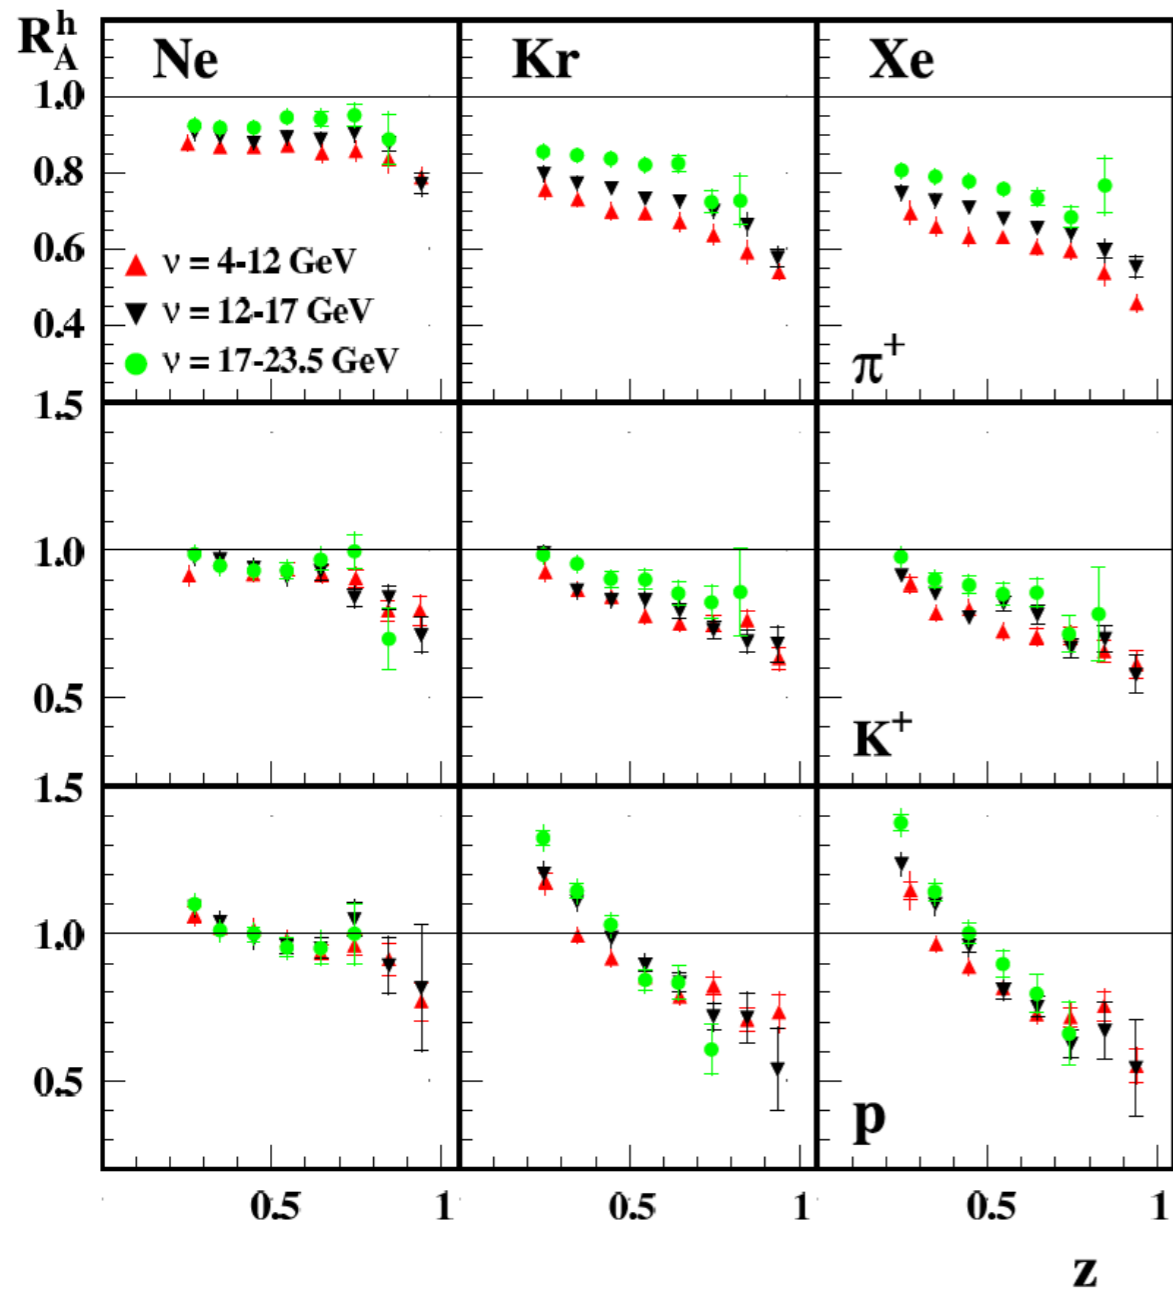 R_A^h
Ne Kr Xe
1.0
0.8
0.6
0.4
ν = 4-12 GeV
ν = 12-17 GeV
ν = 17-23.5 GeV
π⁺
1.5
1.0
0.5
K⁺
1.5
1.0
0.5
p
0.5 1 0.5 1 0.5 1
z